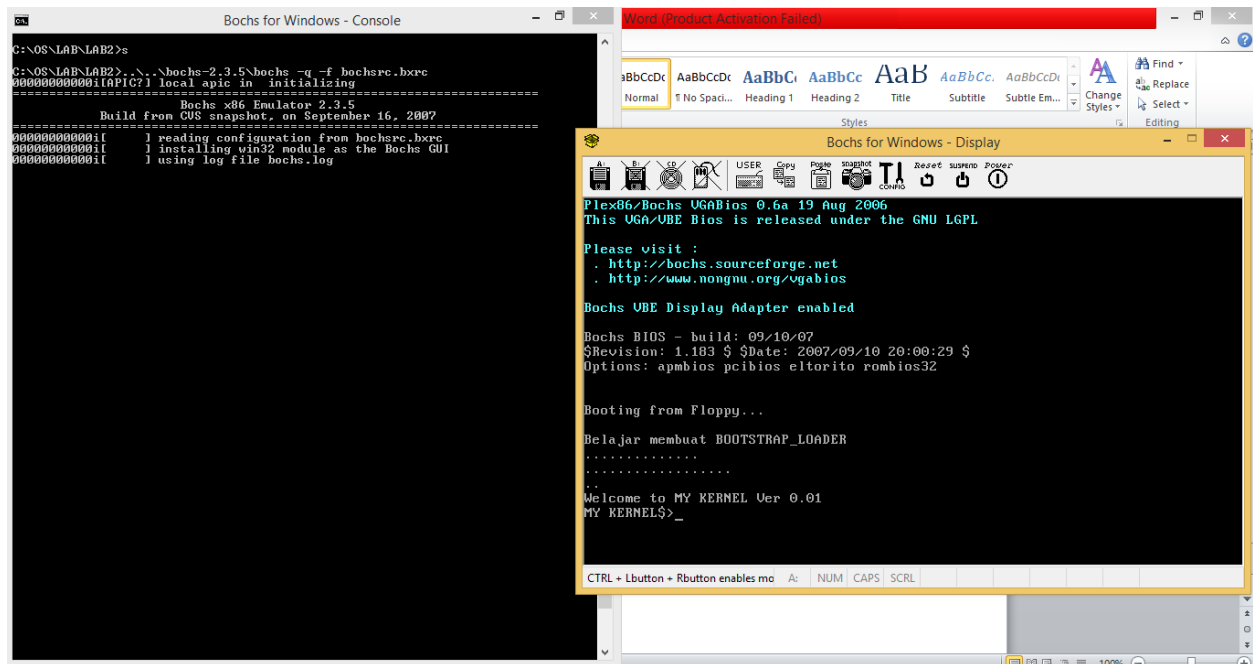 Bochs for Windows - Console
C:\OS\LAB\LAB2>s
C:\OS\LAB\LAB2>..\..\bochs-2.3.5\bochs -q -f bochsrc.bxrc
00000000000i[APIC?] local apic in  initializing
========================================================================
Bochs x86 Emulator 2.3.5
Build from CVS snapshot, on September 16, 2007
========================================================================
00000000000i[     ] reading configuration from bochsrc.bxrc
00000000000i[     ] installing win32 module as the Bochs GUI
00000000000i[     ] using log file bochs.log
Word (Product Activation Failed)
aBbCcDc AaBbCcDc AaBbC AaBbCc AaB AaBbCc. AaBbCcDc
Normal ¶ No Spaci... Heading 1 Heading 2 Title Subtitle Subtle Em...
Change Styles
Find
Replace
Select
Styles
Editing
Bochs for Windows - Display
A: B: CD USER Copy Paste snapshot CONFIG Reset SUSPEND Power
Plex86/Bochs VGABios 0.6a 19 Aug 2006
This VGA/VBE Bios is released under the GNU LGPL
Please visit :
. http://bochs.sourceforge.net
. http://www.nongnu.org/vgabios
Bochs VBE Display Adapter enabled
Bochs BIOS - build: 09/10/07
$Revision: 1.183 $ $Date: 2007/09/10 20:00:29 $
Options: apmbios pcibios eltorito rombios32
Booting from Floppy...
Belajar membuat BOOTSTRAP_LOADER
..............
..................
..
Welcome to MY KERNEL Ver 0.01
MY KERNEL$>_
CTRL + Lbutton + Rbutton enables mo A: NUM CAPS SCRL
100%